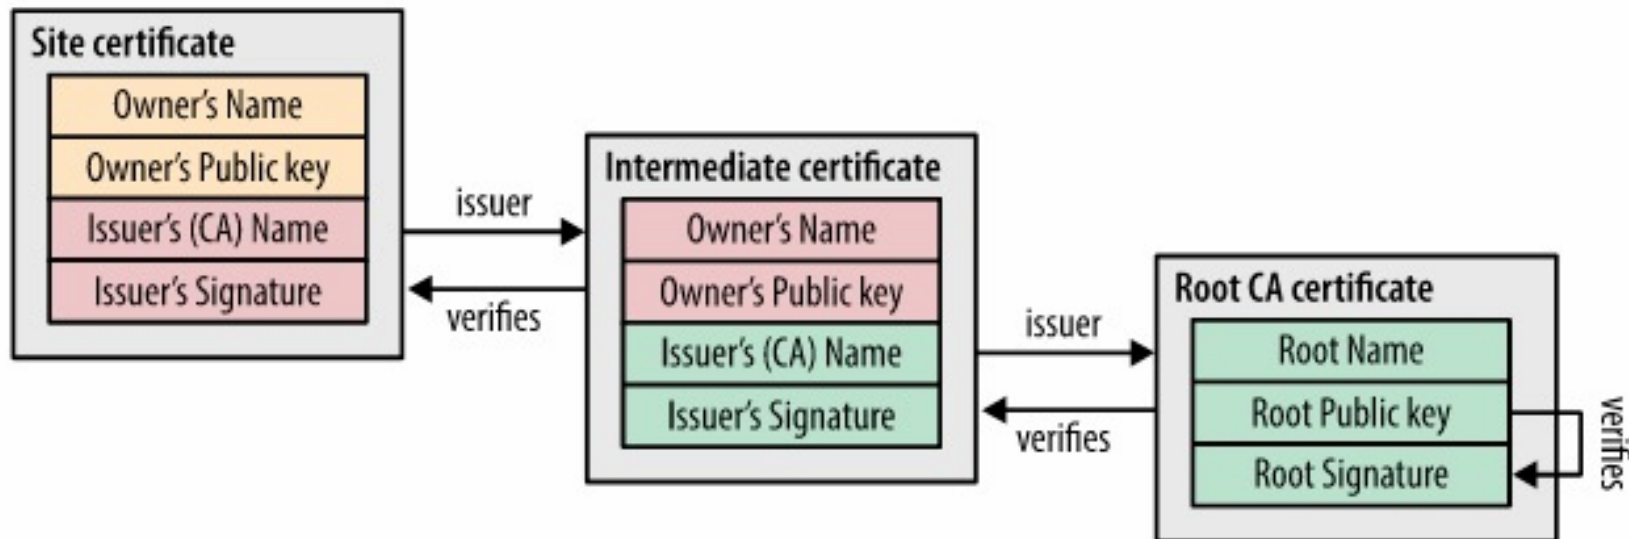 Site certificate
Owner's Name
Owner's Public key
Issuer's (CA) Name
Issuer's Signature
issuer
verifies
Intermediate certificate
Owner's Name
Owner's Public key
Issuer's (CA) Name
Issuer's Signature
issuer
verifies
Root CA certificate
Root Name
Root Public key
Root Signature
verifies